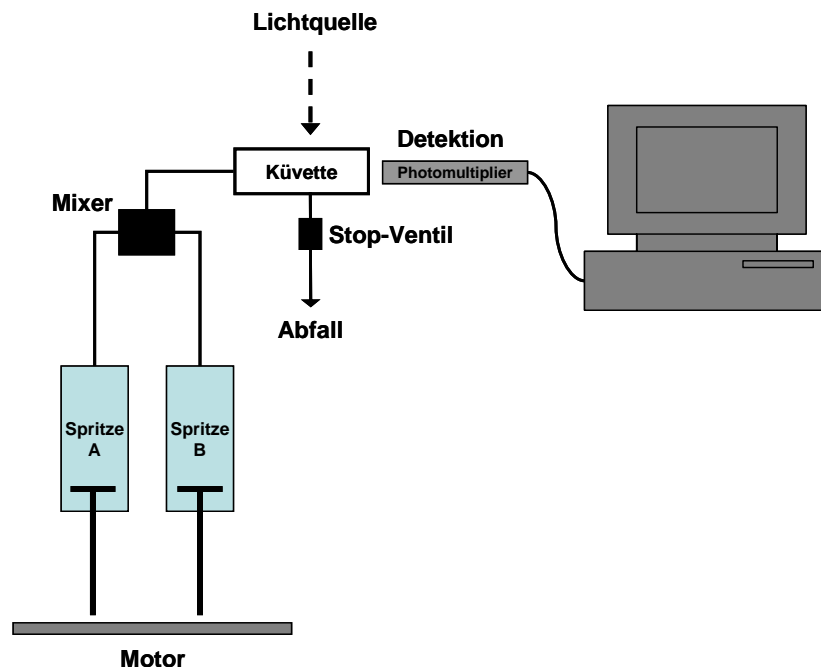 Lichtquelle
Detektion
Küvette
Photomultiplier
Mixer
Stop-Ventil
Abfall
Spritze
A
Spritze
B
Motor